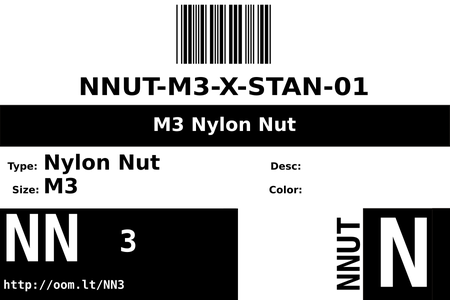 NNUT-M3-X-STAN-01
M3 Nylon Nut
Type: Nylon Nut
Desc:
Size: M3
Color:
NN 3
http://oom.lt/NN3
NNUT
N